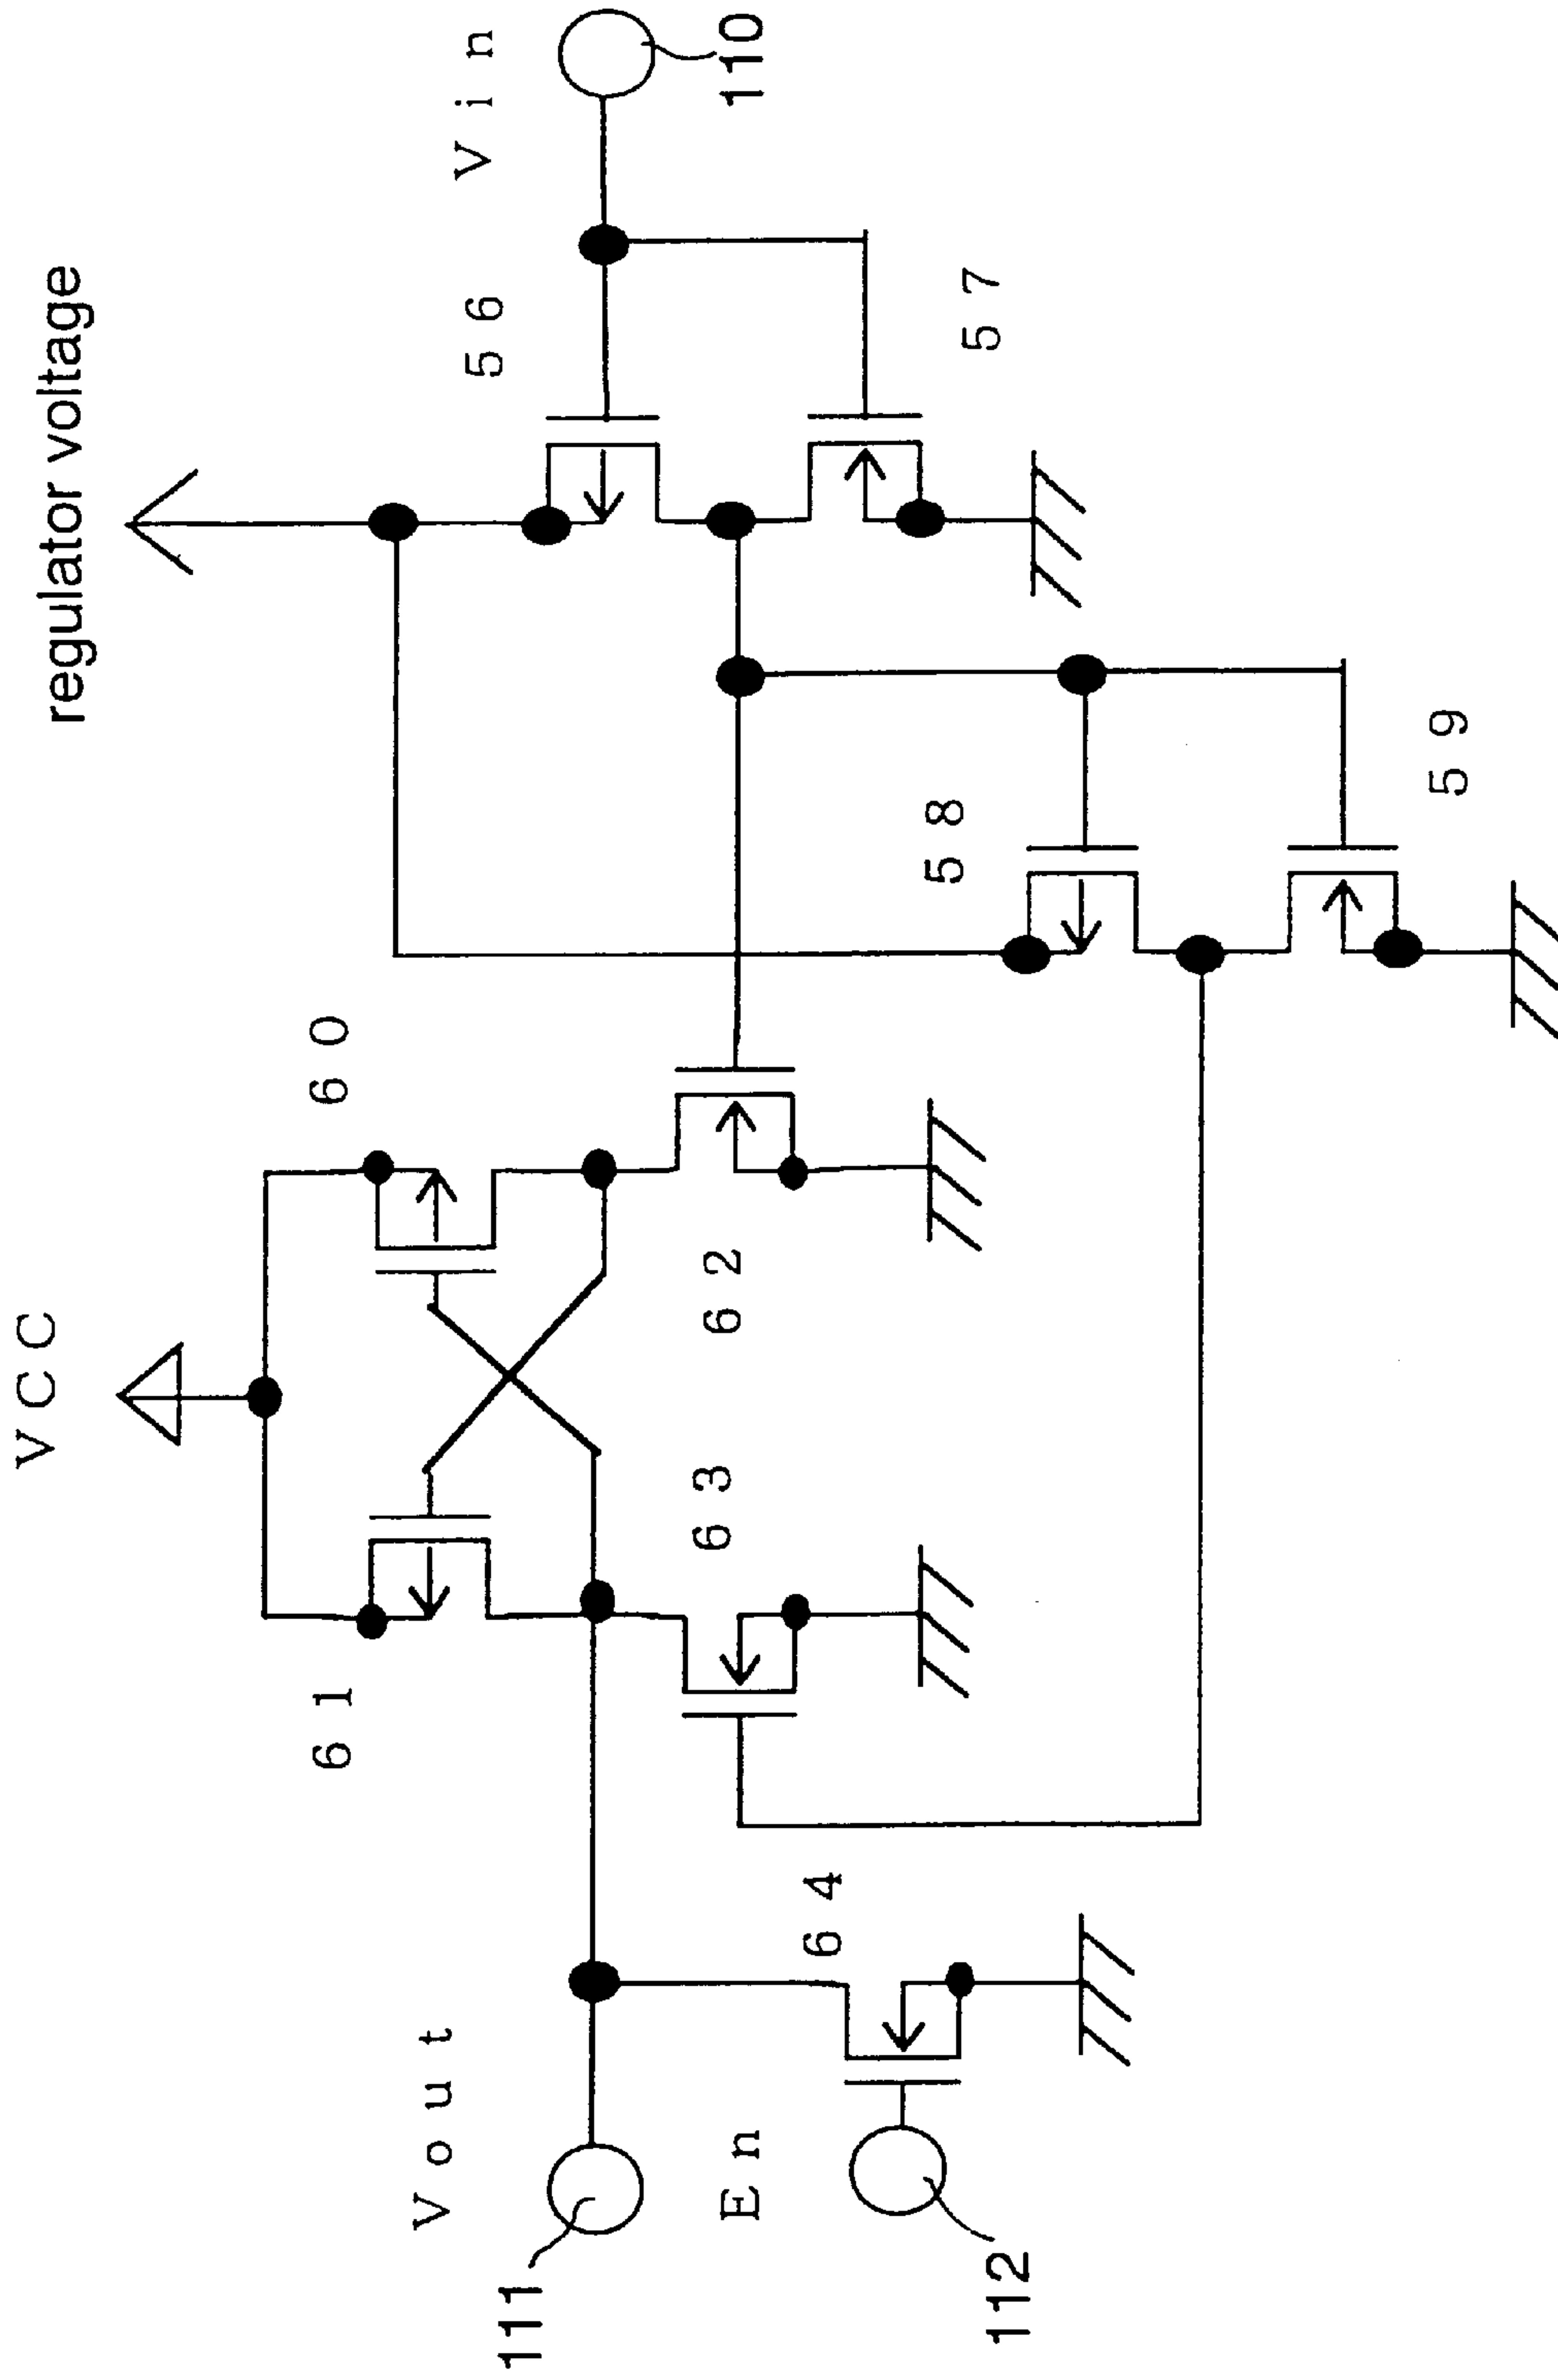 VCC
regulator voltage
61
60
Vout
56
Vin
111
En
63
62
110
64
58
57
112
59